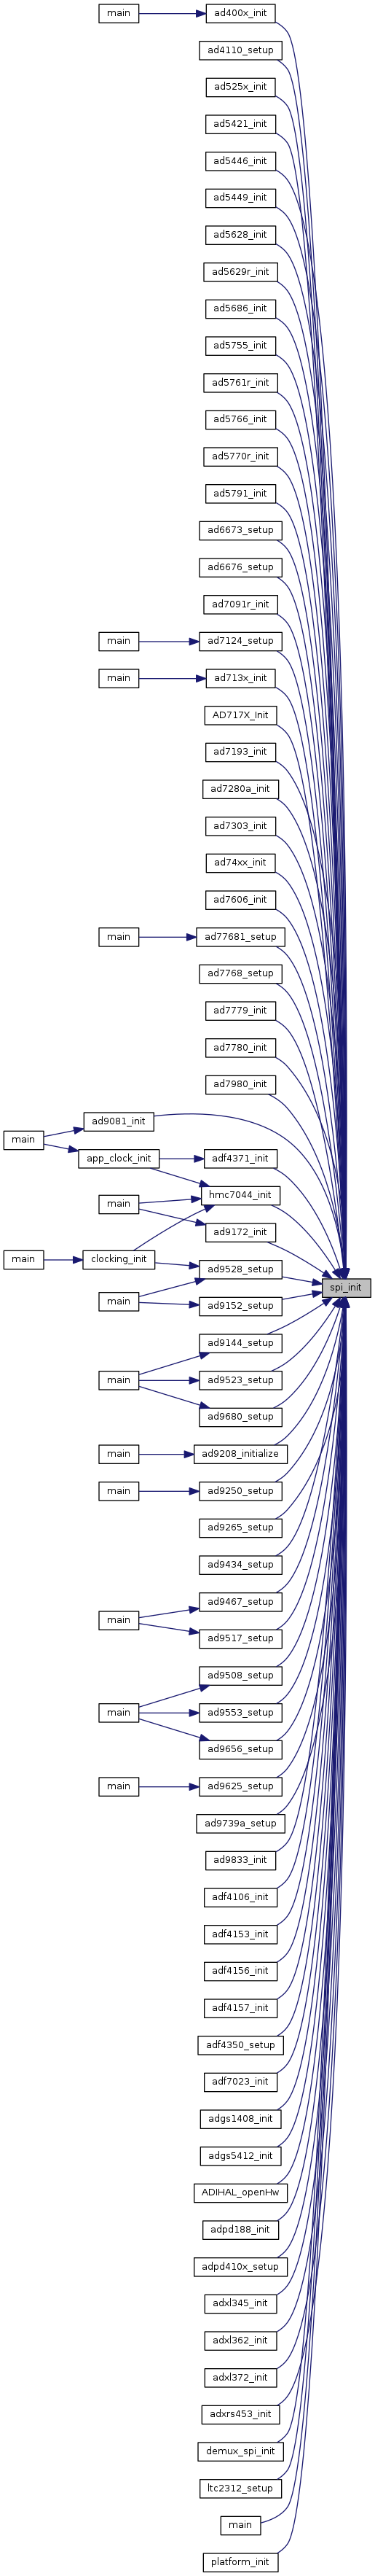 main
ad400x_init
ad4110_setup
ad525x_init
ad5421_init
ad5446_init
ad5449_init
ad5628_init
ad5629r_init
ad5686_init
ad5755_init
ad5761r_init
ad5766_init
ad5770r_init
ad5791_init
ad6673_setup
ad6676_setup
ad7091r_init
main
ad7124_setup
main
ad713x_init
AD717X_Init
ad7193_init
ad7280a_init
ad7303_init
ad74xx_init
ad7606_init
main
ad77681_setup
ad7768_setup
ad7779_init
ad7780_init
ad7980_init
ad9081_init
main
app_clock_init
adf4371_init
hmc7044_init
main
ad9172_init
main
clocking_init
ad9528_setup
spi_init
main
ad9152_setup
ad9144_setup
main
ad9523_setup
ad9680_setup
main
ad9208_initialize
main
ad9250_setup
ad9265_setup
ad9434_setup
ad9467_setup
main
ad9517_setup
ad9508_setup
main
ad9553_setup
ad9656_setup
main
ad9625_setup
ad9739a_setup
ad9833_init
adf4106_init
adf4153_init
adf4156_init
adf4157_init
adf4350_setup
adf7023_init
adgs1408_init
adgs5412_init
ADIHAL_openHw
adpd188_init
adpd410x_setup
adxl345_init
adxl362_init
adxl372_init
adxrs453_init
demux_spi_init
ltc2312_setup
main
platform_init